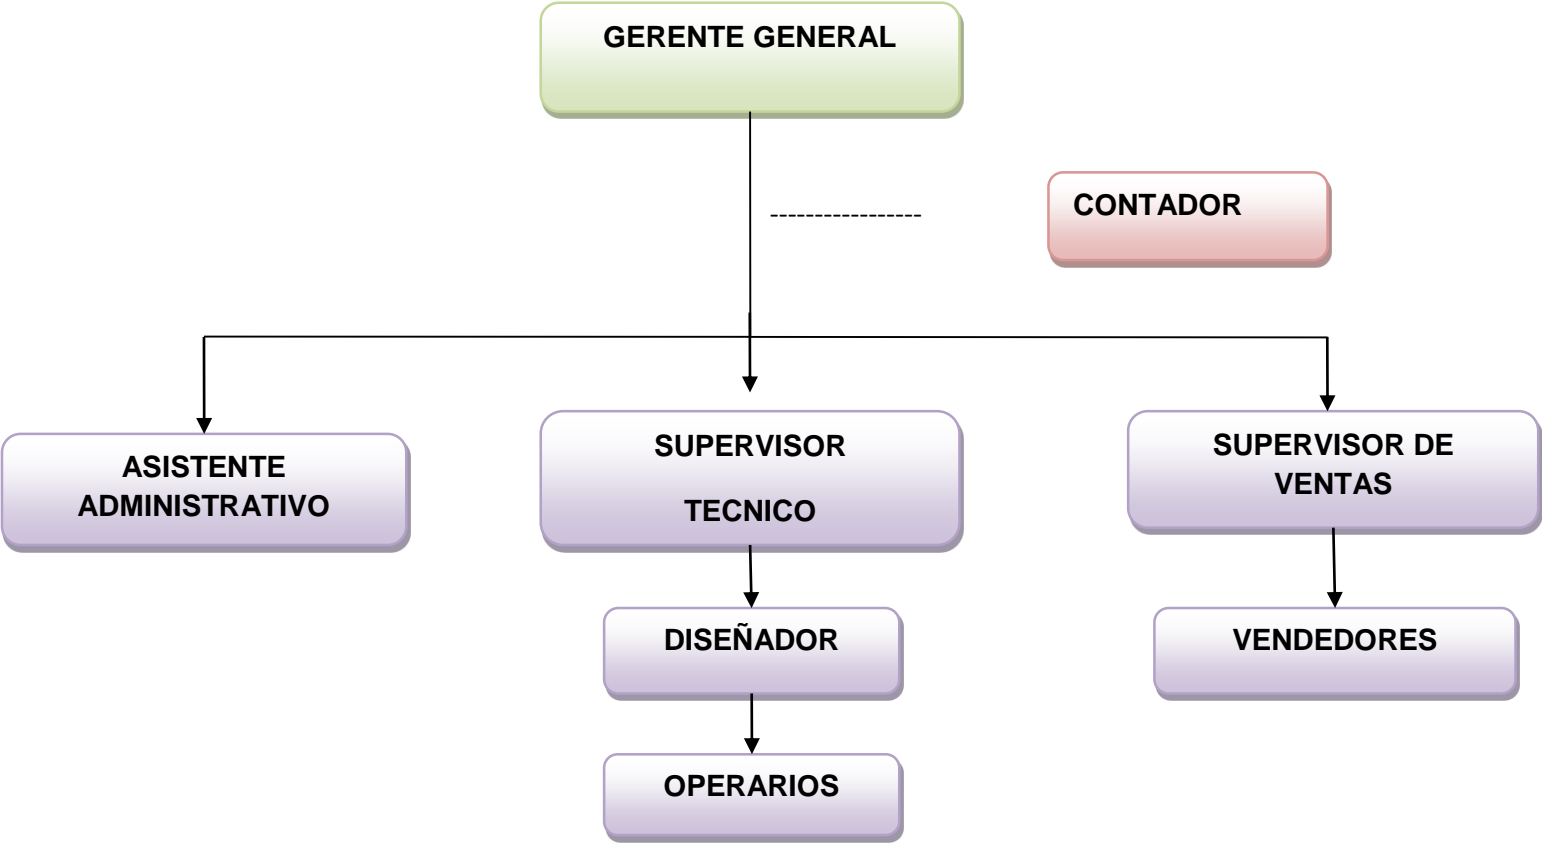 GERENTE GENERAL
CONTADOR
ASISTENTE
ADMINISTRATIVO
SUPERVISOR
TECNICO
SUPERVISOR DE
VENTAS
DISEÑADOR
VENDEDORES
OPERARIOS